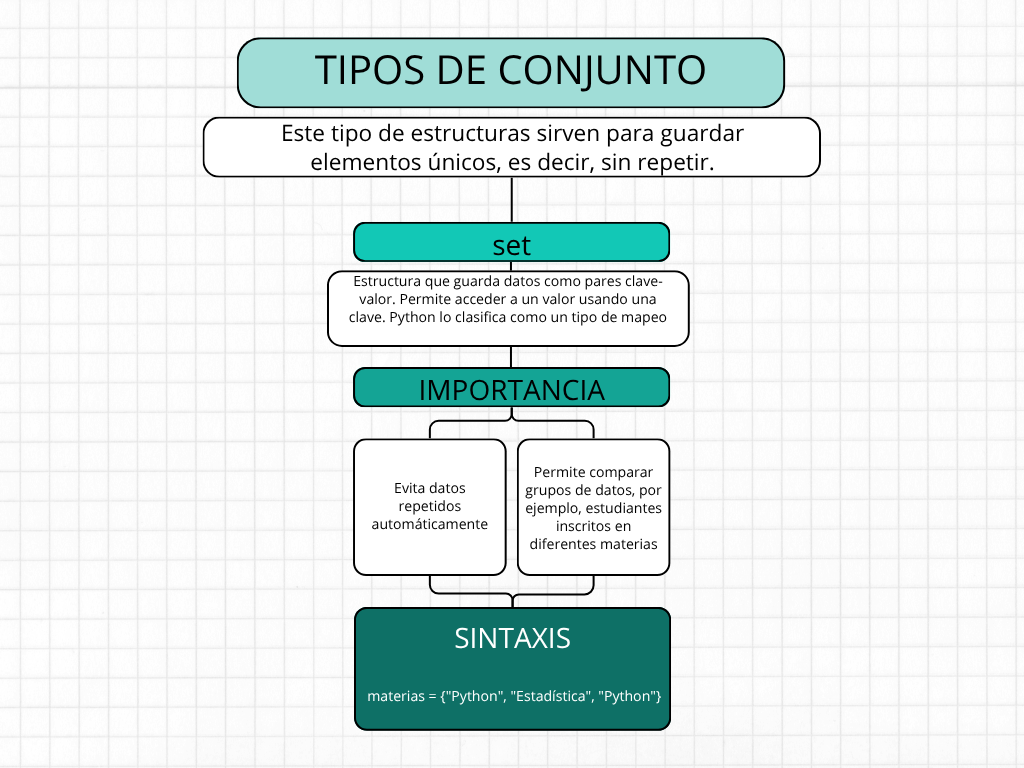 TIPOS DE CONJUNTO
Este tipo de estructuras sirven para guardar
elementos únicos, es decir, sin repetir.
set
Estructura que guarda datos como pares clave-
valor. Permite acceder a un valor usando una
clave. Python lo clasifica como un tipo de mapeo
IMPORTANCIA
Evita datos
repetidos
automáticamente
Permite comparar
grupos de datos, por
ejemplo, estudiantes
inscritos en
diferentes materias
SINTAXIS
materias = {"Python", "Estadística", "Python"}